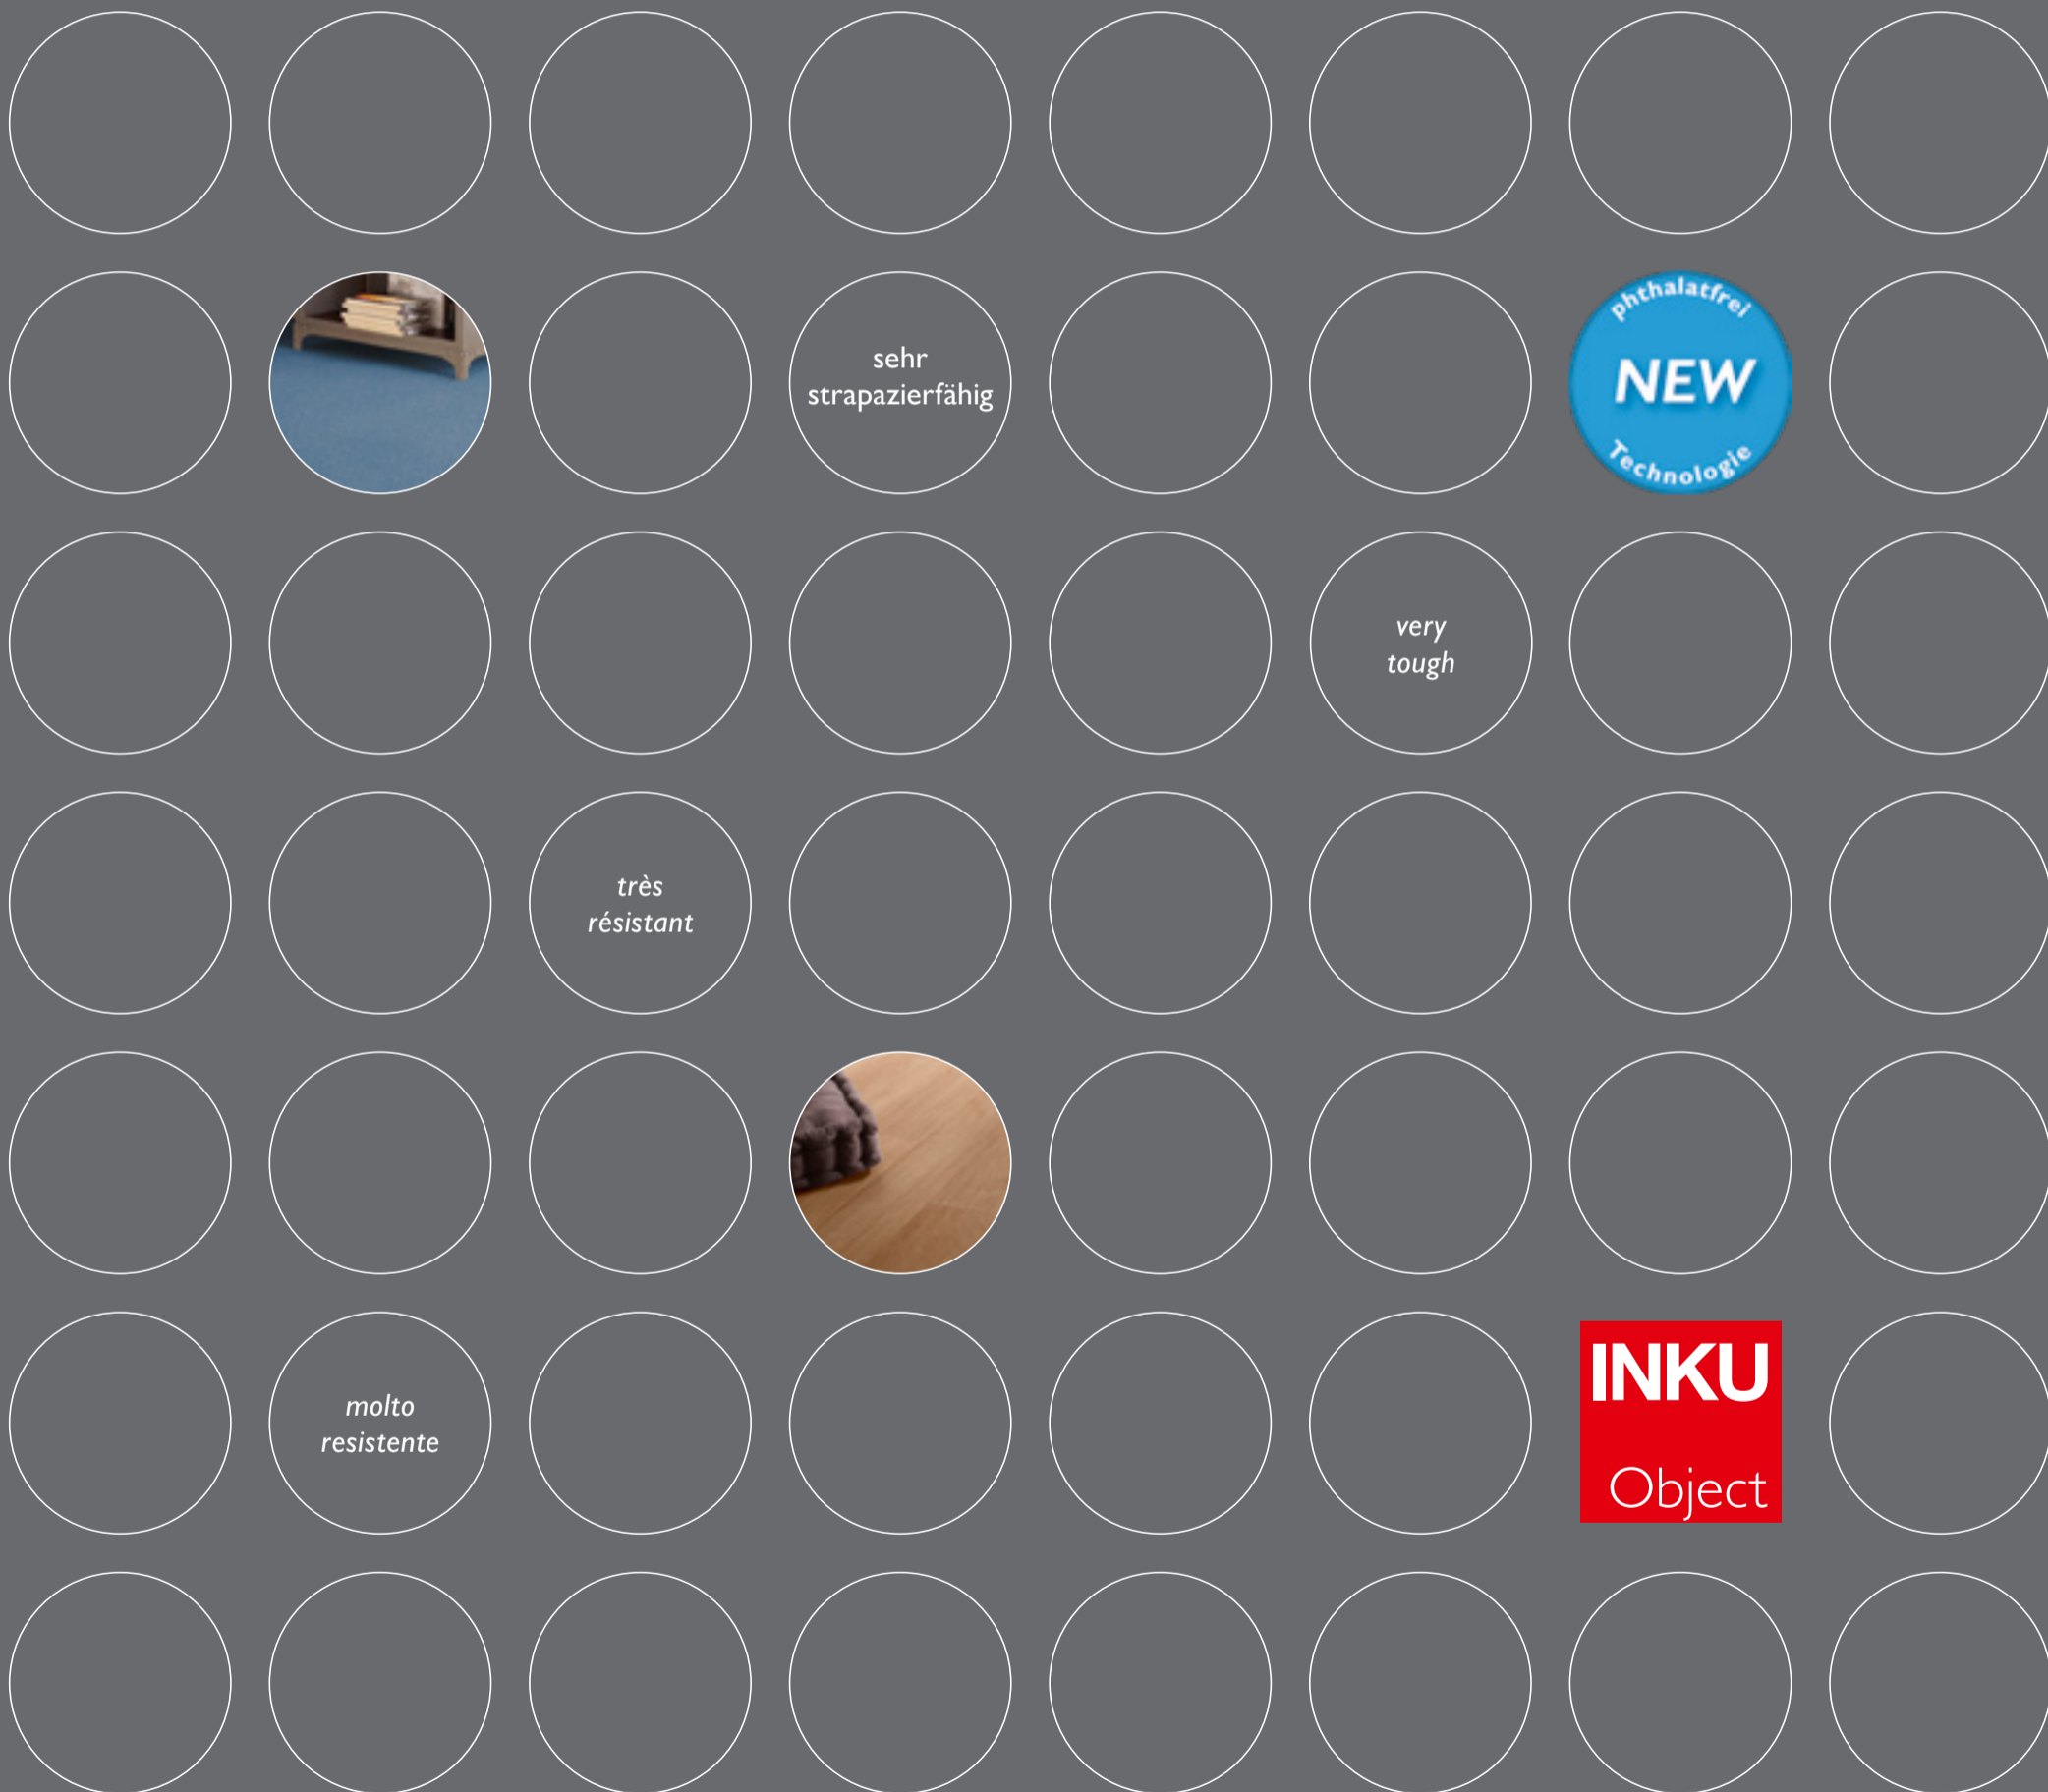 phthalatfrei
sehr
strapazierfähig
NEW
Technologie
very
tough
très
résistant
molto
resistente
INKU
Object